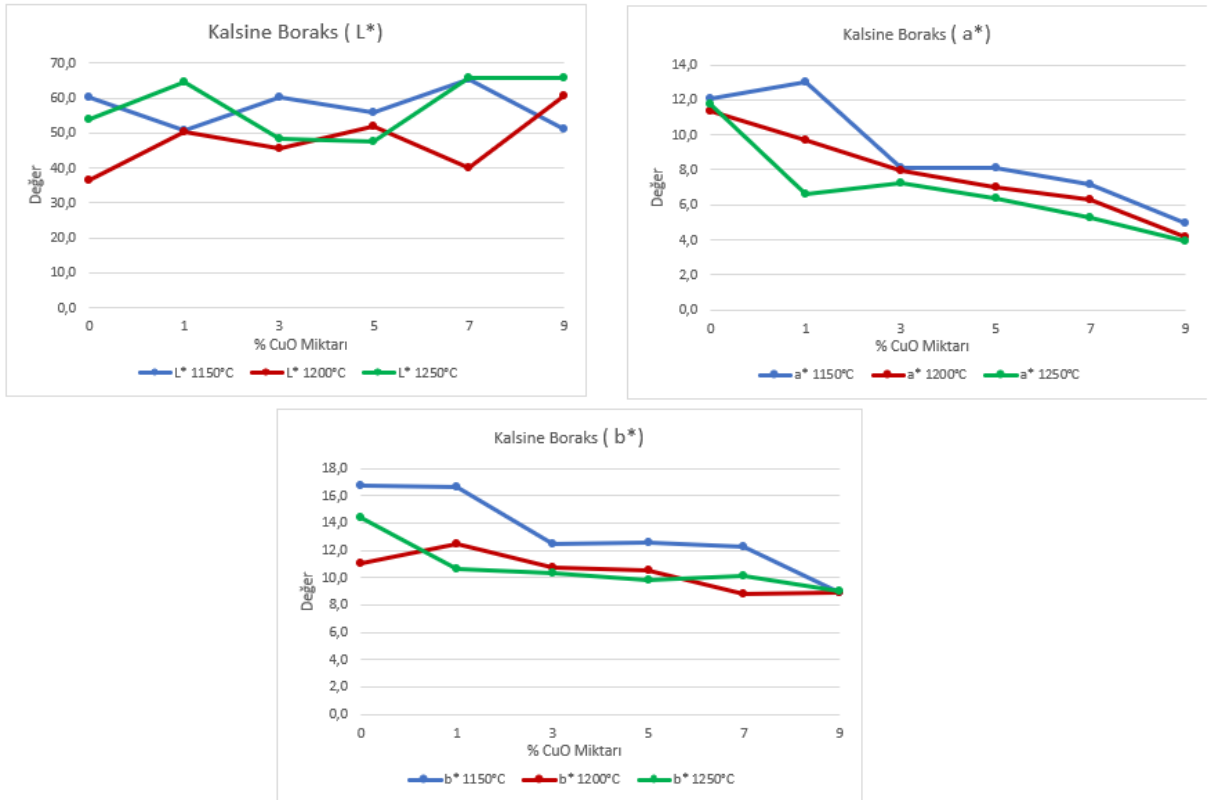 Kalsine Boraks ( L*)
70,0
60,0
50,0
40,0
30,0
20,0
10,0
0,0
Değer
0 1 3 5 7 9
% CuO Miktarı
L* 1150°C L* 1200°C L* 1250°C
Kalsine Boraks ( a*)
14,0
12,0
10,0
8,0
6,0
4,0
2,0
0,0
Değer
0 1 3 5 7 9
% CuO Miktarı
a* 1150°C a* 1200°C a* 1250°C
Kalsine Boraks ( b*)
18,0
16,0
14,0
12,0
10,0
8,0
6,0
4,0
2,0
0,0
Değer
0 1 3 5 7 9
% CuO Miktarı
b* 1150°C b* 1200°C b* 1250°C